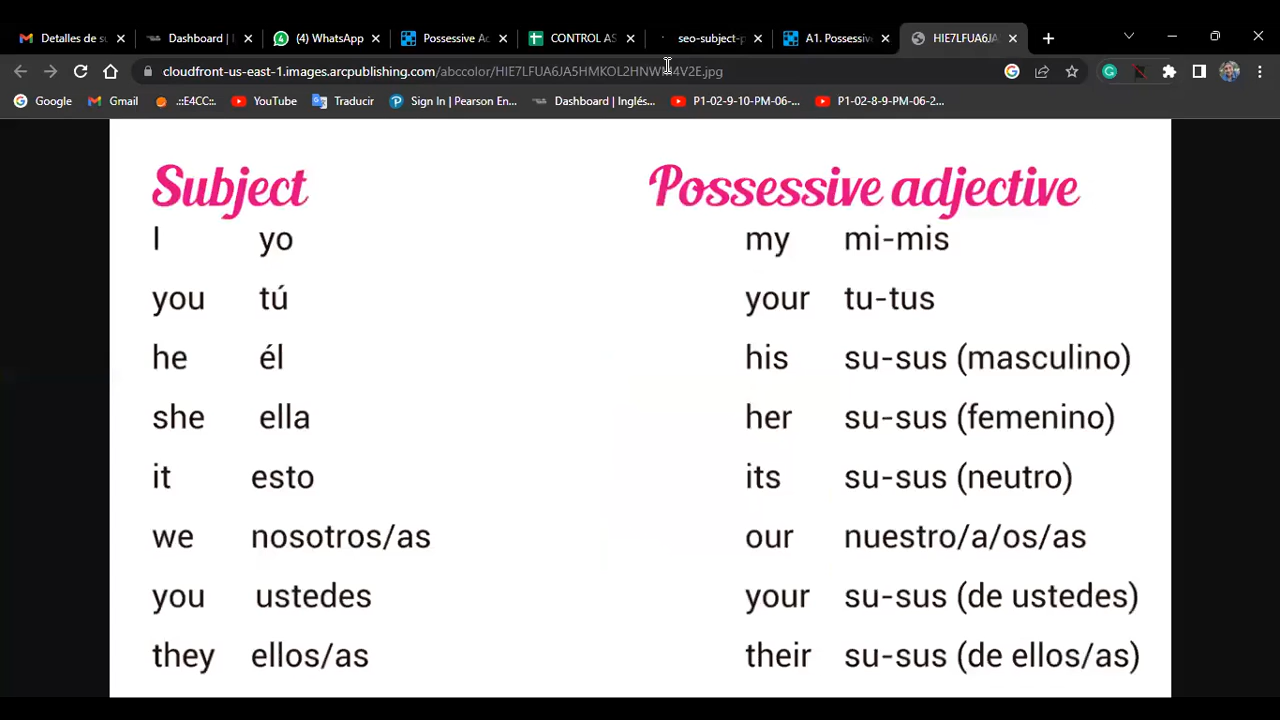 Detalles de su
Dashboard |
(4) WhatsApp
Possessive Ac
CONTROL AS
seo-subject-p
A1. Possessiv
HIE7LFUA6JA
cloudfront-us-east-1.images.arcpublishing.com/abccolor/
Google
Gmail
.::E4CC:.
YouTube
Traducir
Sign In | Pearson En...
Dashboard | Inglés...
P1-02-9-10-PM-06-...
P1-02-8-9-PM-06-2...
Subject Possessive adjective
I yo my mi-mis
you tú your tu-tus
he él his su-sus (masculino)
she ella her su-sus (femenino)
it esto its su-sus (neutro)
we nosotros/as our nuestro/a/os/as
you ustedes your su-sus (de ustedes)
they ellos/as their su-sus (de ellos/as)